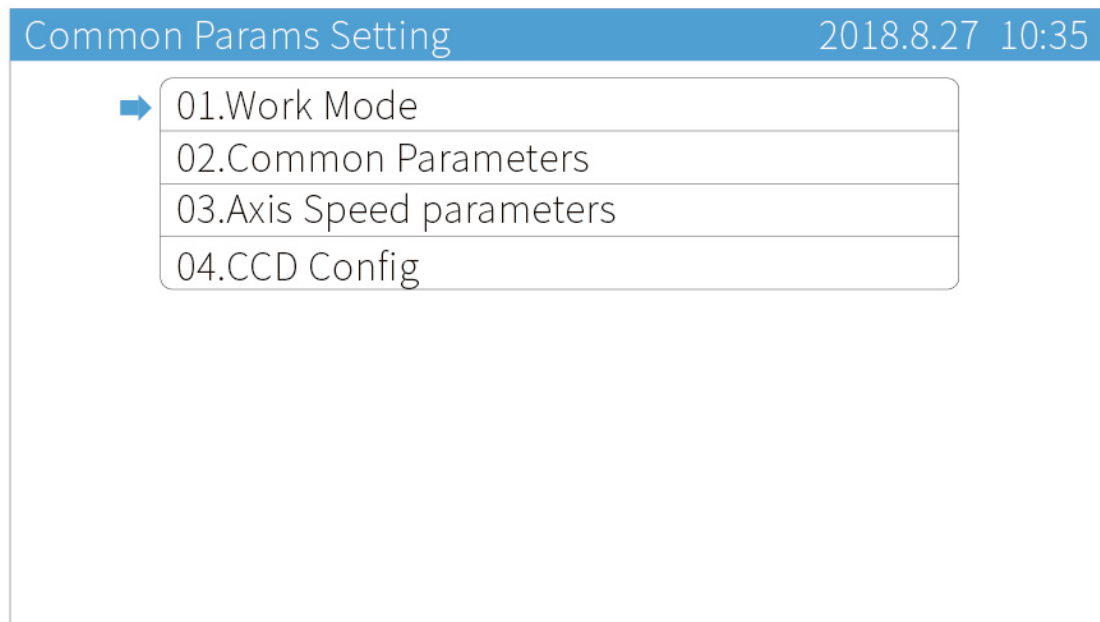 Common Params Setting 2018.8.27 10:35
01.Work Mode
02.Common Parameters
03.Axis Speed parameters
04.CCD Config